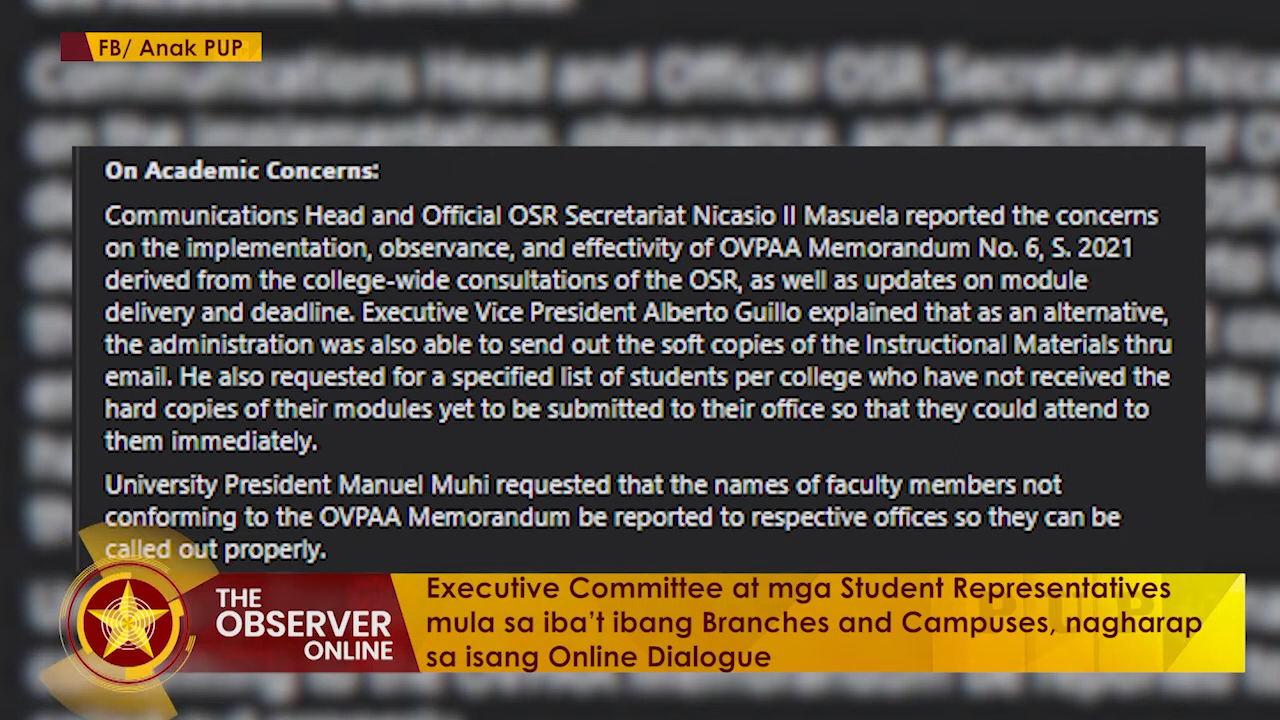 FB/ Anak PUP
On Academic Concerns:
Communications Head and Official OSR Secretariat Nicasio II Masuela reported the concerns
on the implementation, observance, and effectivity of OVPAA Memorandum No. 6, S. 2021
derived from the college-wide consultations of the OSR, as well as updates on module
delivery and deadline. Executive Vice President Alberto Guillo explained that as an alternative,
the administration was also able to send out the soft copies of the Instructional Materials thru
email. He also requested for a specified list of students per college who have not received the
hard copies of their modules yet to be submitted to their office so that they could attend to
them immediately.
University President Manuel Muhi requested that the names of faculty members not
conforming to the OVPAA Memorandum be reported to respective offices so they can be
called out properly.
THE
OBSERVER
ONLINE
Executive Committee at mga Student Representatives
mula sa iba't ibang Branches and Campuses, nagharap
sa isang Online Dialogue